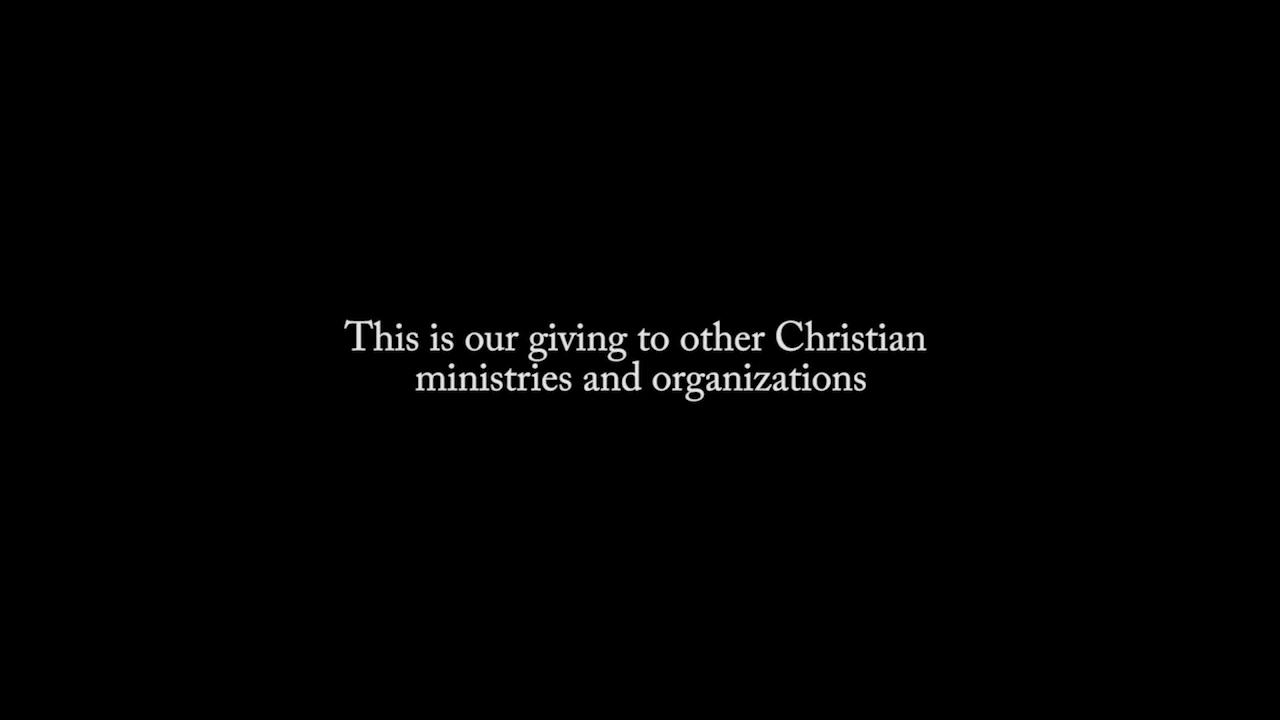 This is our giving to other Christian
ministries and organizations